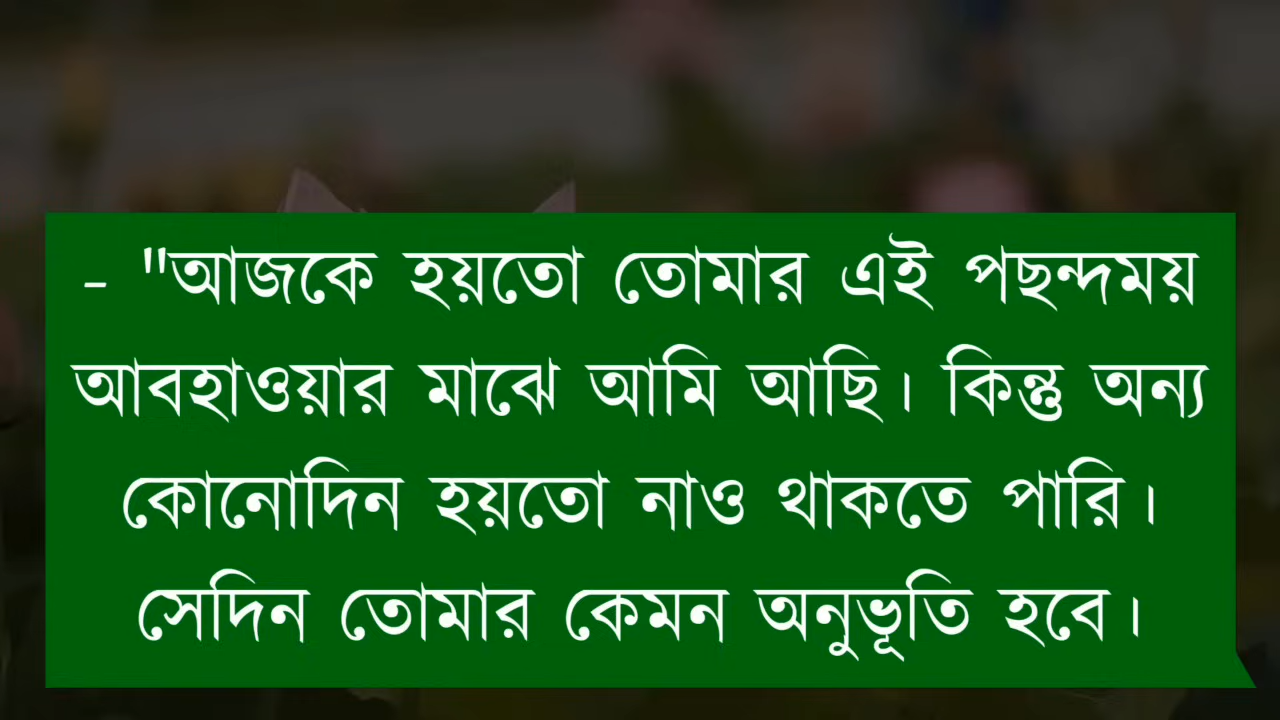 - "আজকে হয়তো তোমার এই পছন্দময়
আবহাওয়ার মাঝে আমি আছি। কিন্তু অন্য
কোনোদিন হয়তো নাও থাকতে পারি।
সেদিন তোমার কেমন অনুভূতি হবে।